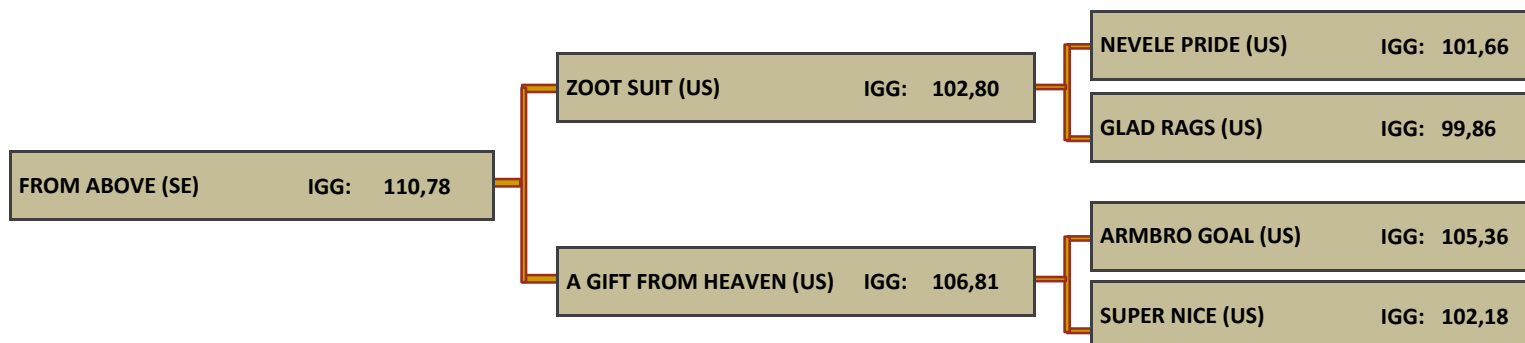 NEVELE PRIDE (US) IGG: 101,66
ZOOT SUIT (US) IGG: 102,80
GLAD RAGS (US) IGG: 99,86
FROM ABOVE (SE) IGG: 110,78
ARMBRO GOAL (US) IGG: 105,36
A GIFT FROM HEAVEN (US) IGG: 106,81
SUPER NICE (US) IGG: 102,18